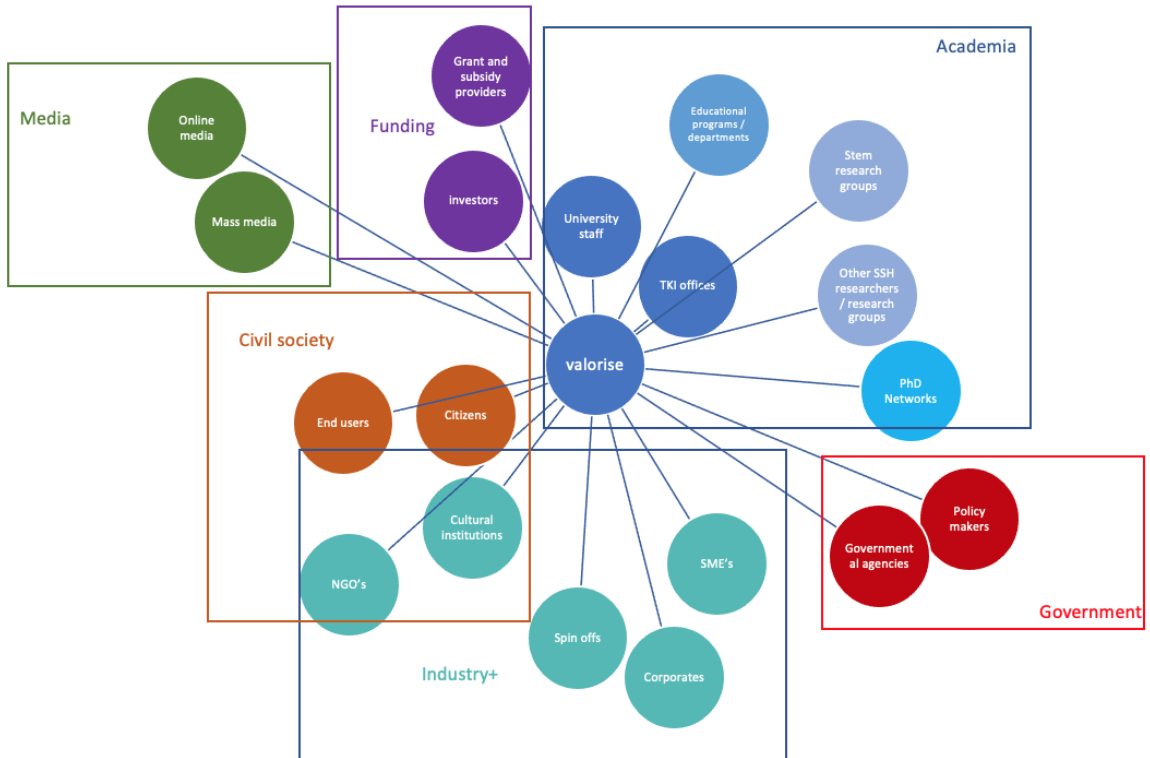 Media
Online
media
Mass media
Funding
Grant and
subsidy
providers
investors
Academia
Educational
programs /
departments
Stem
research
groups
University
staff
TKI offices
Other SSH
researchers
/ research
groups
valorise
PhD
Networks
Civil society
End users
Citizens
Cultural
institutions
NGO's
SME's
Spin offs
Corporates
Industry+
Policy
makers
Government
al agencies
Government